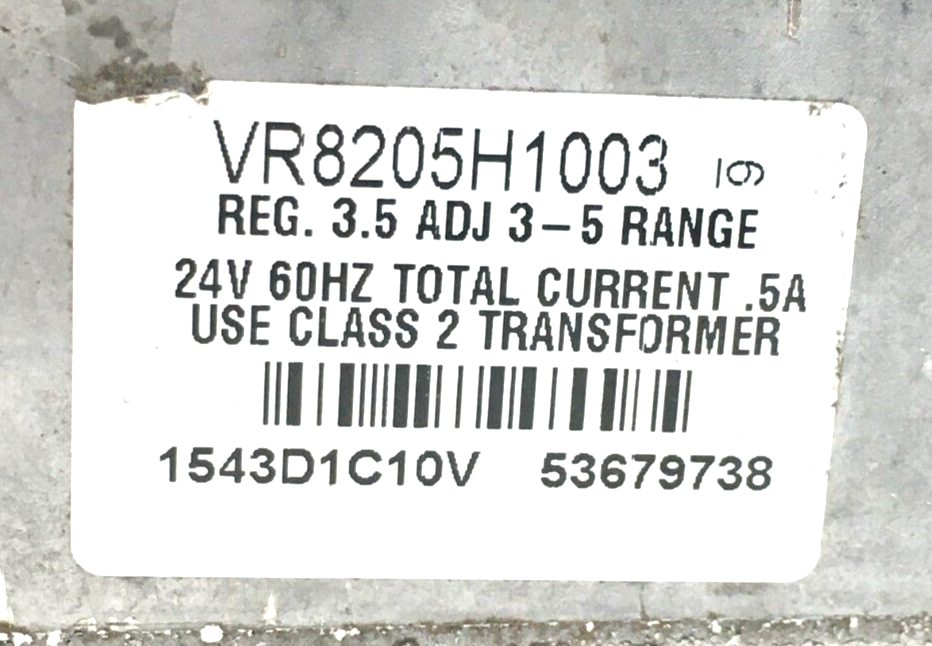 VR8205H1003
REG. 3.5 ADJ 3-5 RANGE
24V 60HZ TOTAL CURRENT .5A
USE CLASS 2 TRANSFORMER
1543D1C10V 53679738